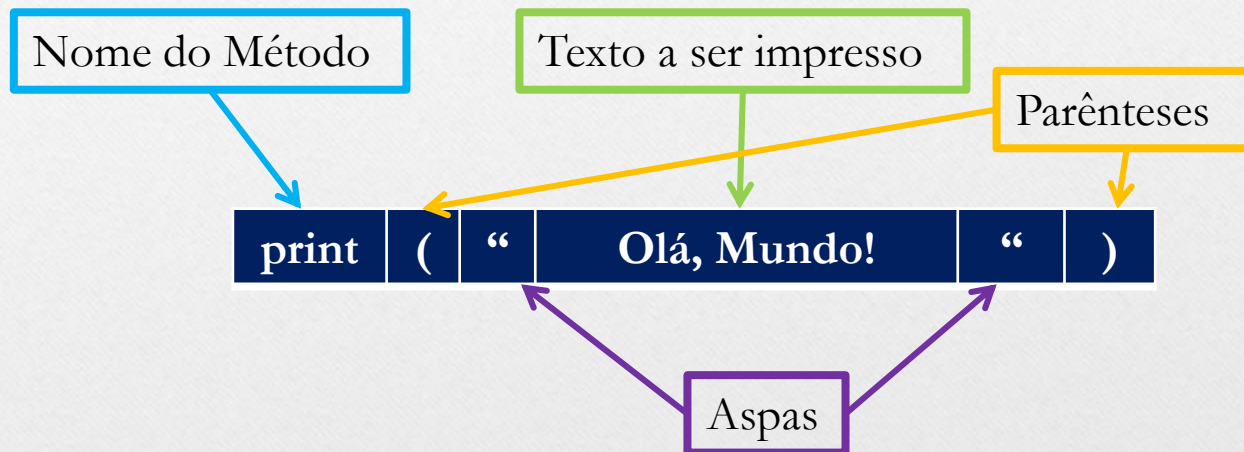 Nome do Método
Texto a ser impresso
Parênteses
print ( “ Olá, Mundo! “ )
Aspas